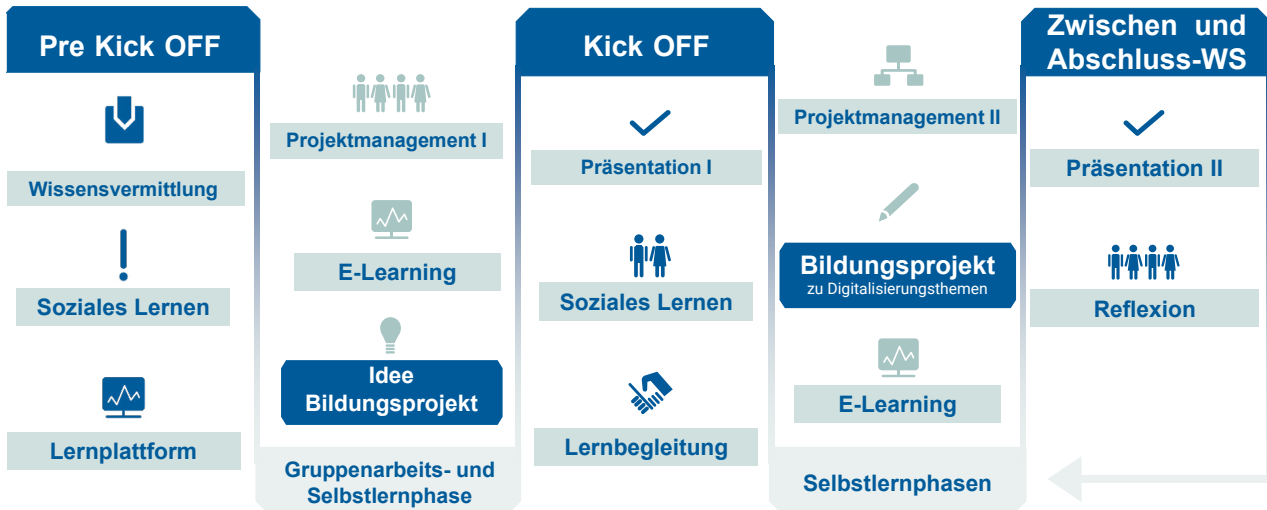 Pre Kick OFF
Wissensvermittlung
Soziales Lernen
Lernplattform
Projektmanagement I
E-Learning
Idee
Bildungsprojekt
Gruppenarbeits- und
Selbstlernphase
Kick OFF
Präsentation I
Soziales Lernen
Lernbegleitung
Projektmanagement II
Bildungsprojekt
zu Digitalisierungsthemen
E-Learning
Selbstlernphasen
Zwischen und
Abschluss-WS
Präsentation II
Reflexion